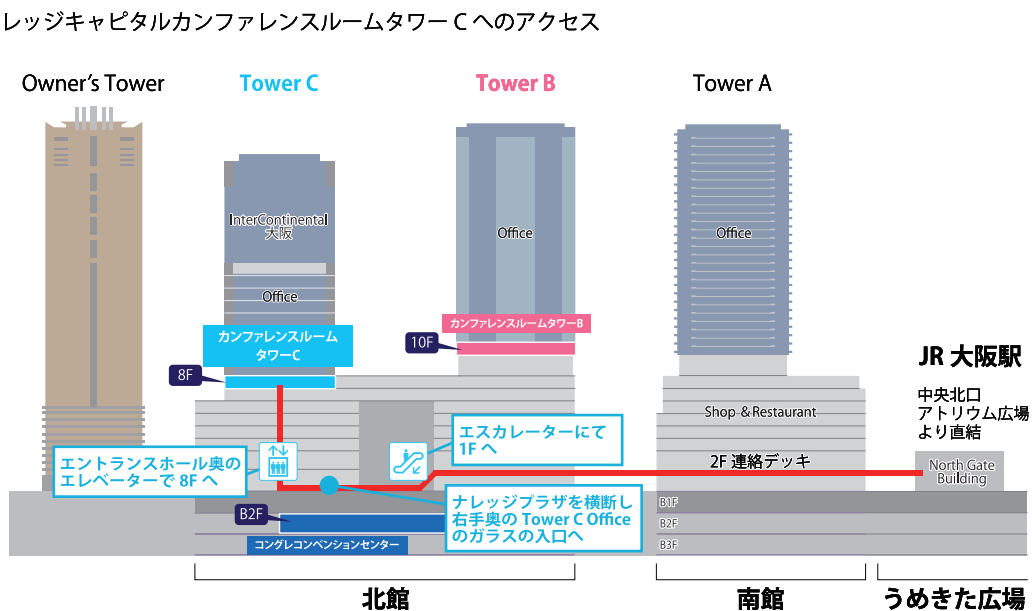 レッジキャピタルカンファレンスルームタワー C へのアクセス
Owner's Tower
Tower C
Tower B
Tower A
InterContinental
大阪
Office
Office
Office
カンファレンスルーム
タワーC
カンファレンスルームタワーB
10F
8F
JR 大阪駅
中央北口
アトリウム広場
より直結
Shop & Restaurant
エスカレーターにて
1F へ
エントランスホール奥の
エレベーターで 8F へ
2F 連絡デッキ
North Gate
Building
ナレッジプラザを横断し
右手奥の Tower C Office
のガラスの入口へ
B2F
コングレコンベンションセンター
B1F
B2F
B3F
北館
南館
うめきた広場